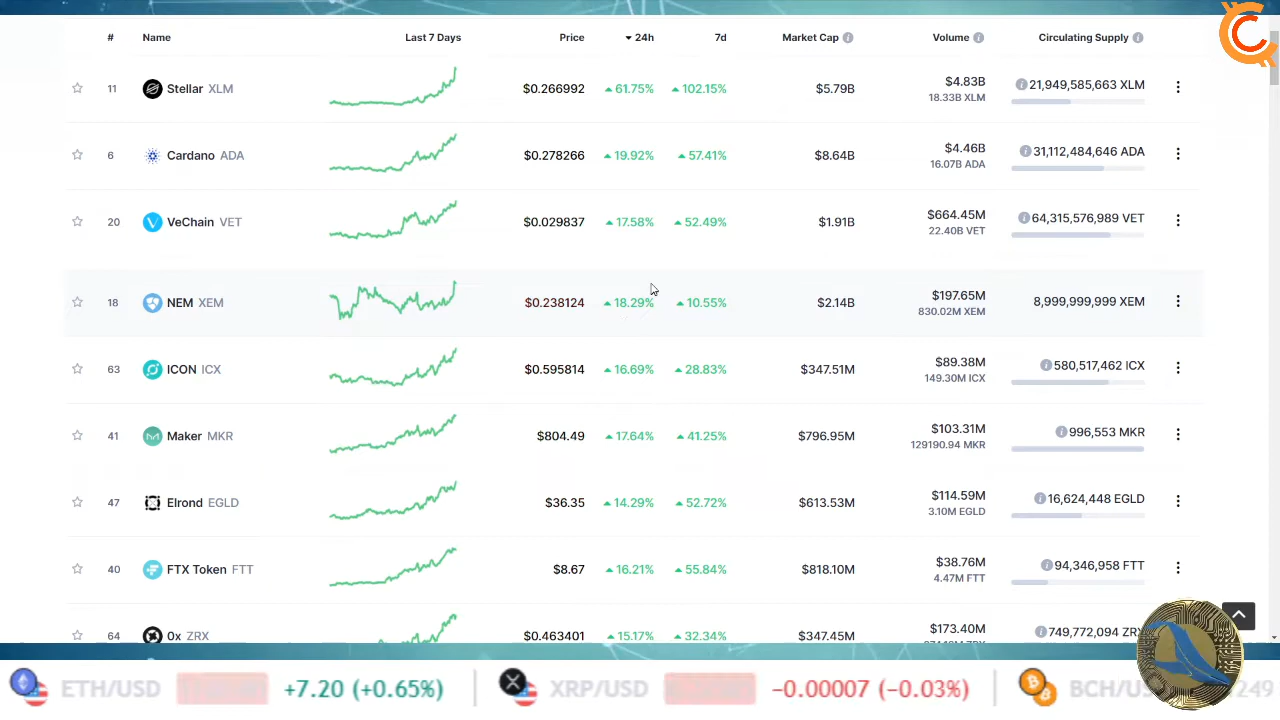 # Name Last 7 Days Price 24h 7d Market Cap Volume Circulating Supply
11 Stellar XLM $0.266992 61.75% 102.15% $5.79B $4.83B 21,949,585,663 XLM
18.33B XLM
6 Cardano ADA $0.278266 19.92% 57.41% $8.64B $4.46B 31,112,484,646 ADA
16.07B ADA
20 VeChain VET $0.029837 17.58% 52.49% $1.91B $664.45M 64,315,576,989 VET
22.40B VET
18 NEM XEM $0.238124 18.29% 10.55% $2.14B $197.65M 8,999,999,999 XEM
830.02M XEM
63 ICON ICX $0.595814 16.69% 28.83% $347.51M $89.38M 580,517,462 ICX
149.30M ICX
41 Maker MKR $804.49 17.64% 41.25% $796.95M $103.31M 996,553 MKR
129190.94 MKR
47 Elrond EGLD $36.35 14.29% 52.72% $613.53M $114.59M 16,624,448 EGLD
3.10M EGLD
40 FTX Token FTT $8.67 16.21% 55.84% $818.10M $38.76M 94,346,958 FTT
4.47M FTT
64 0x ZRX $0.463401 15.17% 32.34% $347.45M $173.40M 749,772,094 ZRX
ETH/USD +7.20 (+0.65%) XRP/USD −0.00007 (−0.03%) BCH/US 249